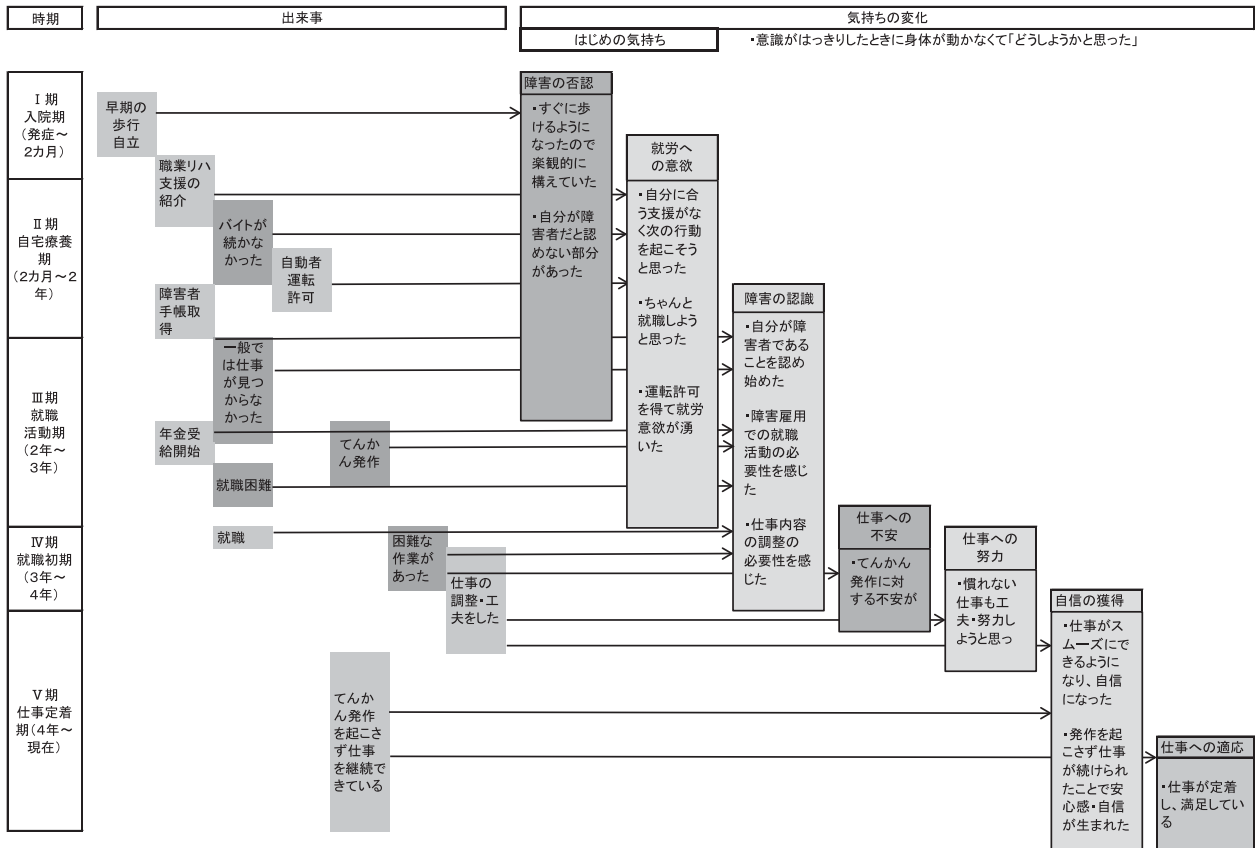 時期
出来事
気持ちの変化
はじめの気持ち
・意識がはっきりしたときに身体が動かなくて「どうしようかと思った」
Ⅰ期
入院期
(発症～
2カ月)
Ⅱ期
自宅療養
期
(2カ月～2
年)
Ⅲ期
就職
活動期
(2年～
3年)
Ⅳ期
就職初期
(3年～
4年)
Ⅴ期
仕事定着
期(4年～
現在)
早期の
歩行
自立
職業リハ
支援の
紹介
バイトが
続かな
かった
自動者
運転
許可
障害者
手帳取
得
一般で
は仕事
が見つ
からな
かった
年金受
給開始
てんか
ん発作
就職困難
就職
困難な
作業が
あった
仕事の
調整・工
夫をした
てんか
ん発作
を起こさ
ず仕事
を継続で
きている
障害の否認
・すぐに歩
けるように
なったので
楽観的に
構えていた
・自分が障
害者だと認
めない部分
があった
就労へ
の意欲
・自分に合
う支援がな
く次の行動
を起こそう
と思った
・ちゃんと
就職しよう
と思った
・運転許可
を得て就労
意欲が湧
いた
障害の認識
・自分が障
害者である
ことを認め
始めた
・障害雇用
での就職
活動の必
要性を感じ
た
・仕事内容
の調整の
必要性を感
じた
仕事への
不安
・てんかん
発作に対
する不安が
仕事への
努力
・慣れない
仕事も工
夫・努力し
ようと思っ
自信の獲得
・仕事がス
ムーズにで
きるように
なり、自信
になった
・発作を起
こさず仕事
が続けられ
たことで安
心感・自信
が生まれた
仕事への適応
・仕事が定着
し、満足してい
る